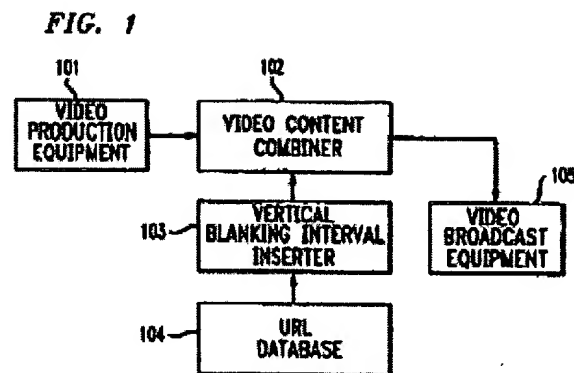 FIG. 1
101
VIDEO
PRODUCTION
EQUIPMENT
102
VIDEO CONTENT
COMBINER
103
VERTICAL
BLANKING INTERVAL
INSERTER
104
URL
DATABASE
105
VIDEO
BROADCAST
EQUIPMENT